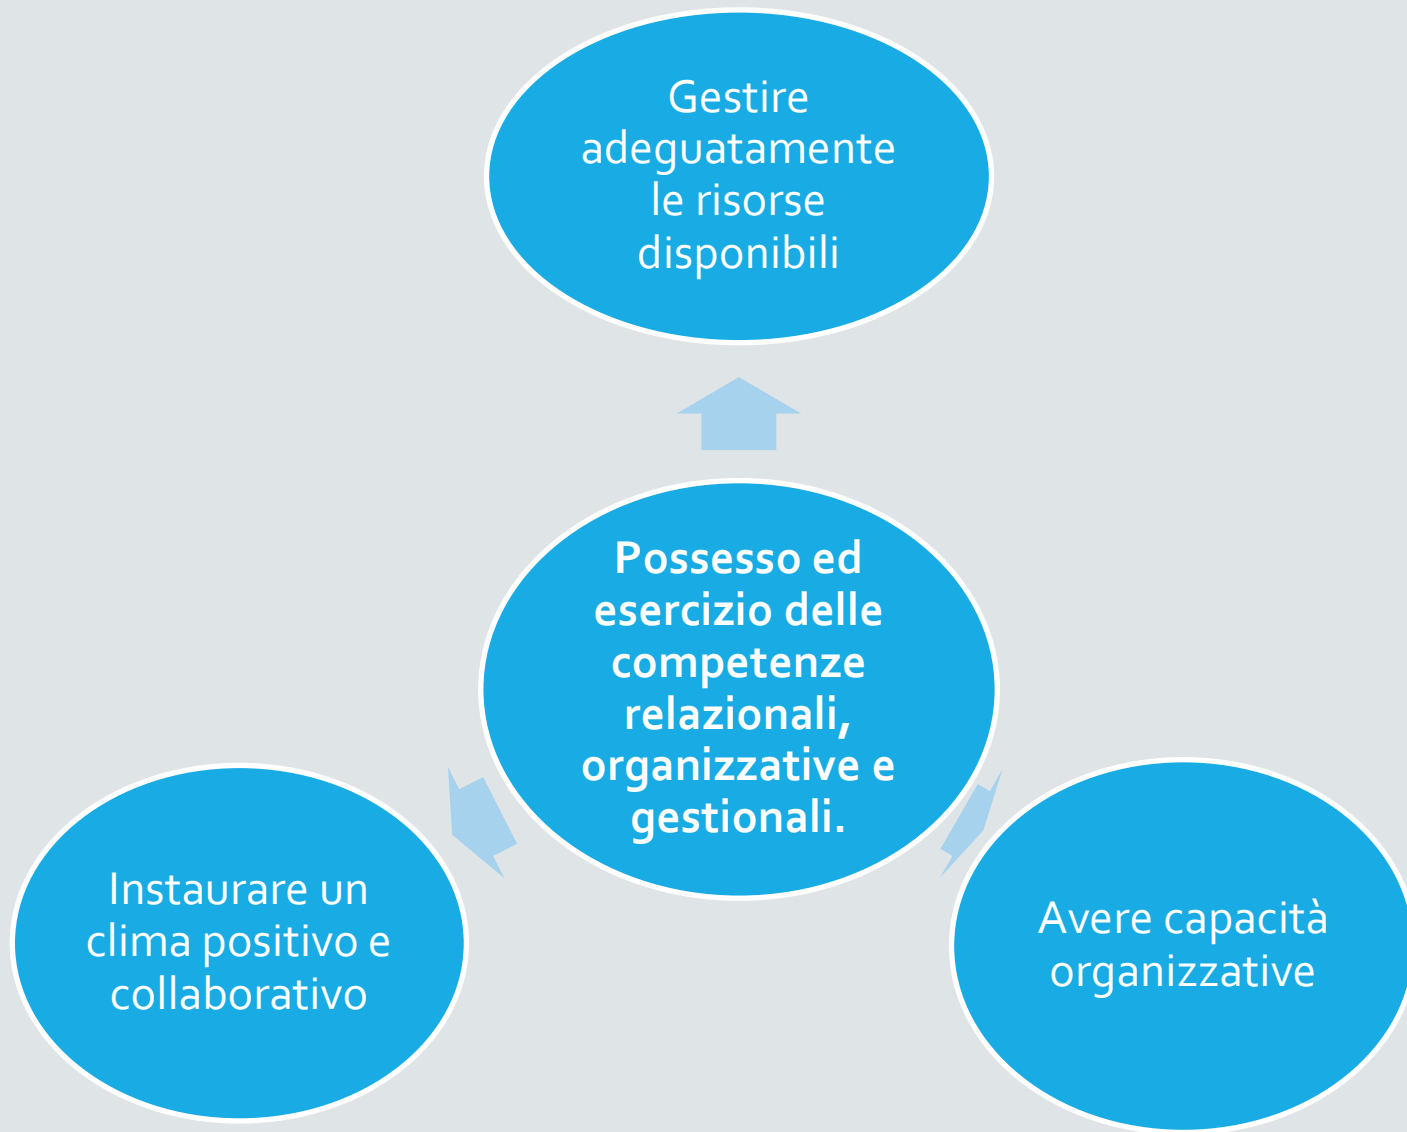 Gestire
adeguatamente
le risorse
disponibili
Possesso ed
esercizio delle
competenze
relazionali,
organizzative e
gestionali.
Instaurare un
clima positivo e
collaborativo
Avere capacità
organizzative